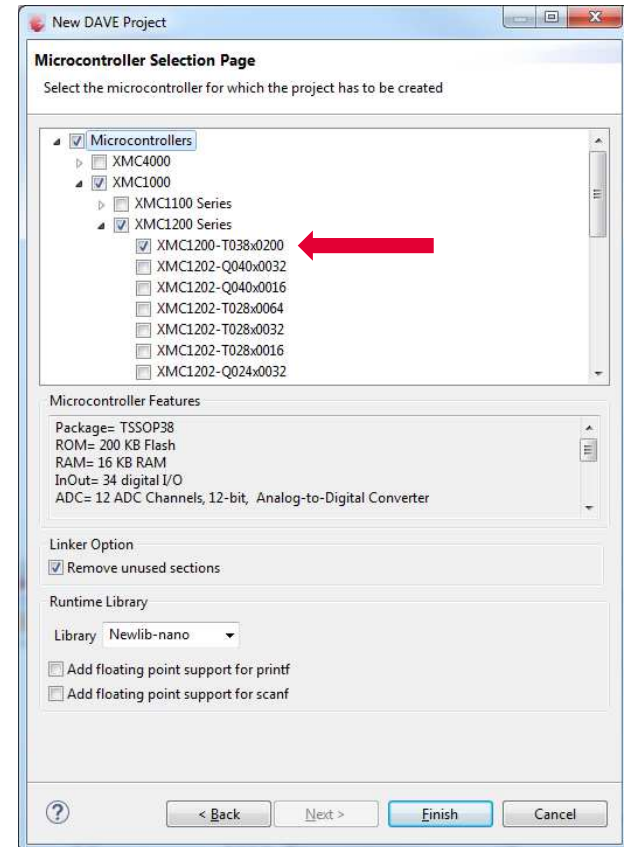 New DAVE Project
Microcontroller Selection Page
Select the microcontroller for which the project has to be created
Microcontrollers
XMC4000
XMC1000
XMC1100 Series
XMC1200 Series
XMC1200-T038x0200
XMC1202-Q040x0032
XMC1202-Q040x0016
XMC1202-T028x0064
XMC1202-T028x0032
XMC1202-T028x0016
XMC1202-Q024x0032
Microcontroller Features
Package= TSSOP38
ROM= 200 KB Flash
RAM= 16 KB RAM
InOut= 34 digital I/O
ADC= 12 ADC Channels, 12-bit, Analog-to-Digital Converter
Linker Option
Remove unused sections
Runtime Library
Library Newlib-nano
Add floating point support for printf
Add floating point support for scanf
? < Back Next > Finish Cancel